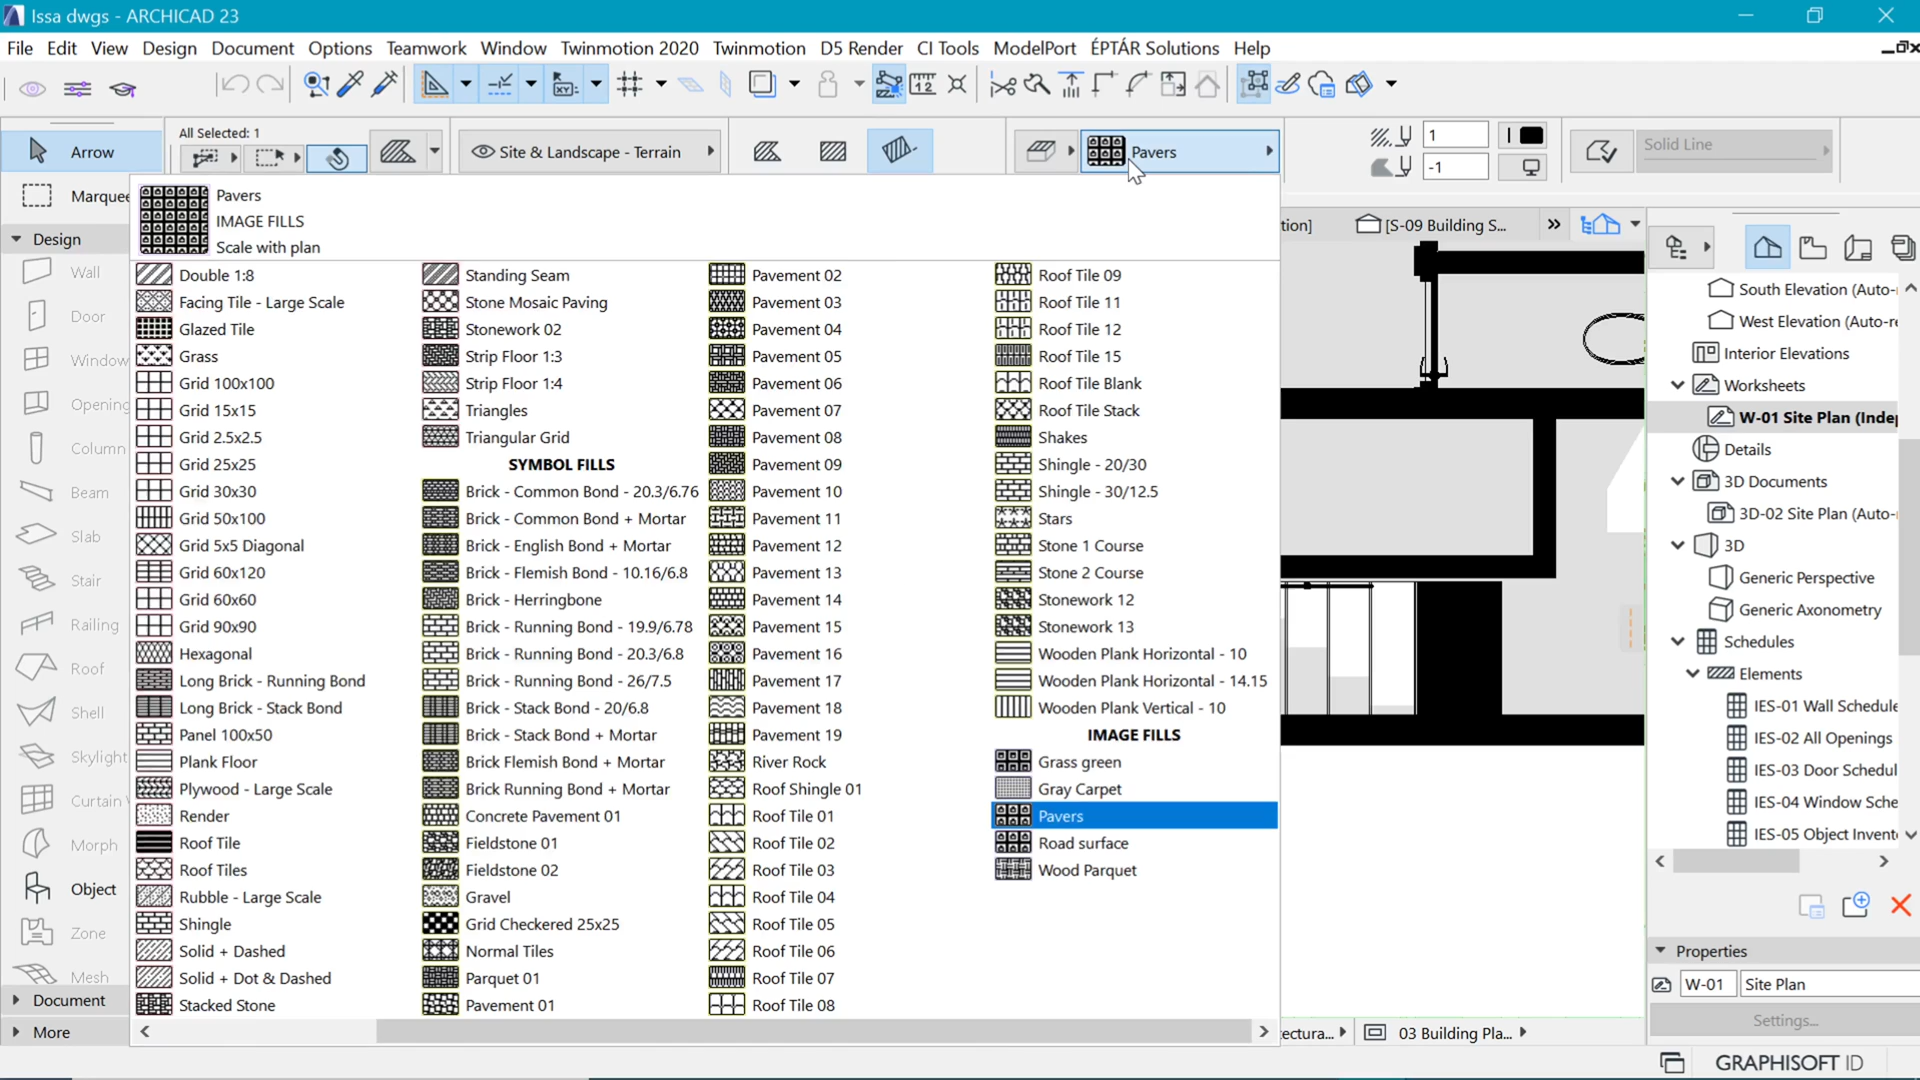 Issa dwgs - ARCHICAD 23
File Edit View Design Document Options Teamwork Window Twinmotion 2020 Twinmotion D5 Render CI Tools ModelPort ÉPTÁR Solutions Help
Arrow
All Selected: 1
Site & Landscape - Terrain
Pavers
1
-1
Solid Line
Marquee
Design
Wall
Door
Window
Opening
Column
Beam
Slab
Stair
Railing
Roof
Shell
Skylight
Curtain
Morph
Object
Zone
Mesh
Document
More
Pavers
IMAGE FILLS
Scale with plan
Double 1:8
Facing Tile - Large Scale
Glazed Tile
Grass
Grid 100x100
Grid 15x15
Grid 2.5x2.5
Grid 25x25
Grid 30x30
Grid 50x100
Grid 5x5 Diagonal
Grid 60x120
Grid 60x60
Grid 90x90
Hexagonal
Long Brick - Running Bond
Long Brick - Stack Bond
Panel 100x50
Plank Floor
Plywood - Large Scale
Render
Roof Tile
Roof Tiles
Rubble - Large Scale
Shingle
Solid + Dashed
Solid + Dot & Dashed
Stacked Stone
Standing Seam
Stone Mosaic Paving
Stonework 02
Strip Floor 1:3
Strip Floor 1:4
Triangles
Triangular Grid
SYMBOL FILLS
Brick - Common Bond - 20.3/6.76
Brick - Common Bond + Mortar
Brick - English Bond + Mortar
Brick - Flemish Bond - 10.16/6.8
Brick - Herringbone
Brick - Running Bond - 19.9/6.78
Brick - Running Bond - 20.3/6.8
Brick - Running Bond - 26/7.5
Brick - Stack Bond - 20/6.8
Brick - Stack Bond + Mortar
Brick Flemish Bond + Mortar
Brick Running Bond + Mortar
Concrete Pavement 01
Fieldstone 01
Fieldstone 02
Gravel
Grid Checkered 25x25
Normal Tiles
Parquet 01
Pavement 01
Pavement 02
Pavement 03
Pavement 04
Pavement 05
Pavement 06
Pavement 07
Pavement 08
Pavement 09
Pavement 10
Pavement 11
Pavement 12
Pavement 13
Pavement 14
Pavement 15
Pavement 16
Pavement 17
Pavement 18
Pavement 19
River Rock
Roof Shingle 01
Roof Tile 01
Roof Tile 02
Roof Tile 03
Roof Tile 04
Roof Tile 05
Roof Tile 06
Roof Tile 07
Roof Tile 08
Roof Tile 09
Roof Tile 11
Roof Tile 12
Roof Tile 15
Roof Tile Blank
Roof Tile Stack
Shakes
Shingle - 20/30
Shingle - 30/12.5
Stars
Stone 1 Course
Stone 2 Course
Stonework 12
Stonework 13
Wooden Plank Horizontal - 10
Wooden Plank Horizontal - 14.15
Wooden Plank Vertical - 10
IMAGE FILLS
Grass green
Gray Carpet
Pavers
Road surface
Wood Parquet
tion]
[S-09 Building S...
South Elevation (Auto-
West Elevation (Auto-re
Interior Elevations
Worksheets
W-01 Site Plan (Indep
Details
3D Documents
3D-02 Site Plan (Auto-
3D
Generic Perspective
Generic Axonometry
Schedules
Elements
IES-01 Wall Schedule
IES-02 All Openings
IES-03 Door Schedul
IES-04 Window Sche
IES-05 Object Invent
Properties
W-01 Site Plan
Settings...
ectura...
03 Building Pla...
GRAPHISOFT ID